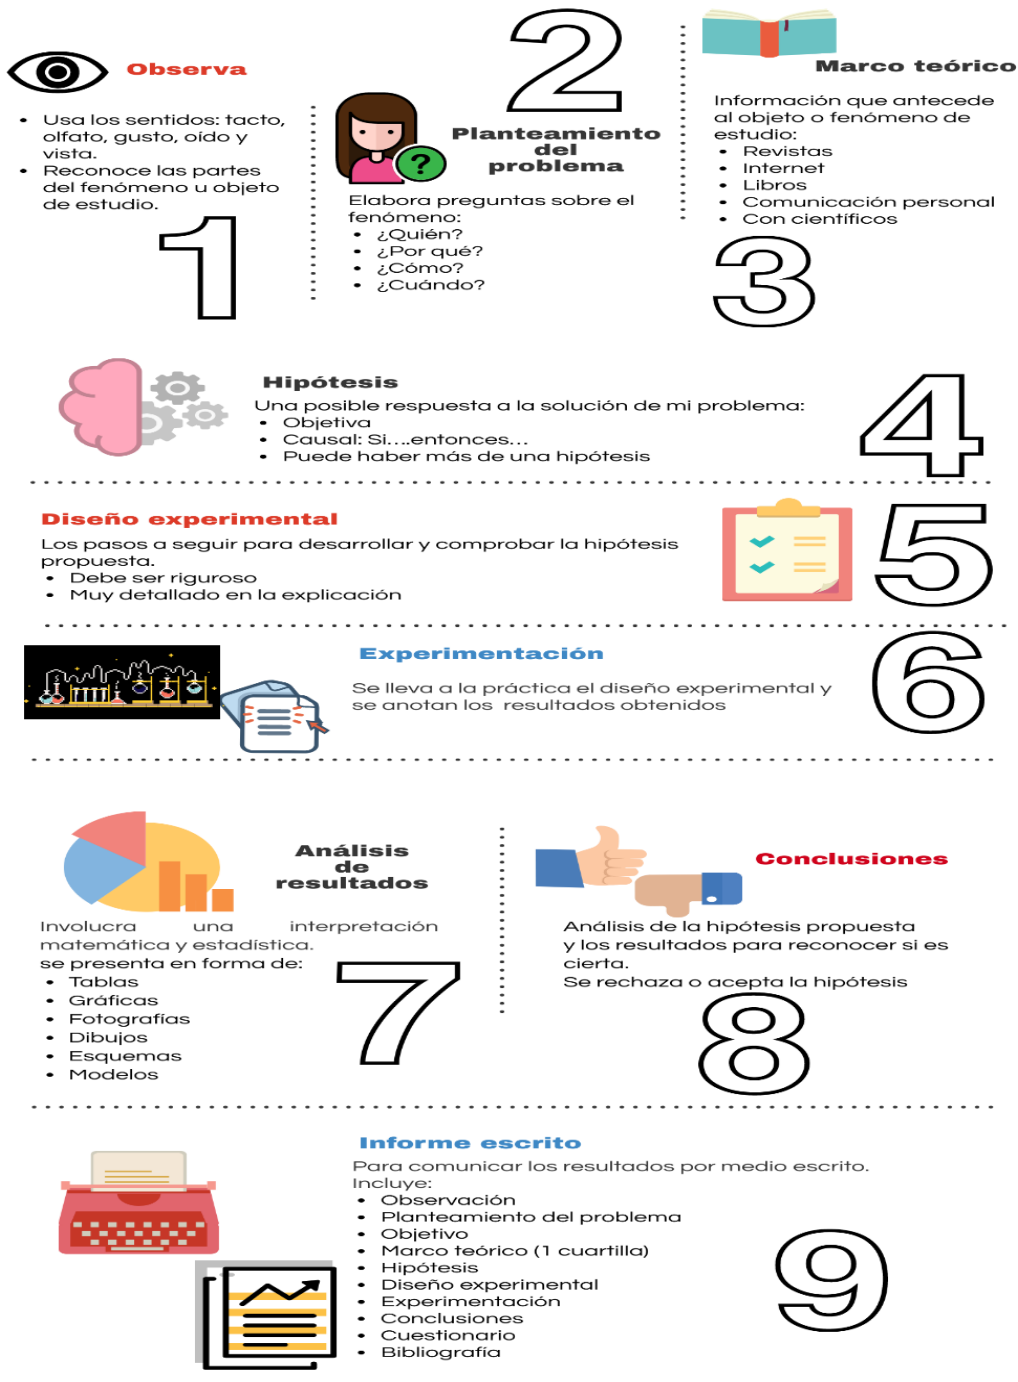 Observa
• Usa los sentidos: tacto,
olfato, gusto, oído y
vista.
• Reconoce las partes
del fenómeno u objeto
de estudio.
1
2
Planteamiento
del
problema
?
Elabora preguntas sobre el
fenómeno:
• ¿Quién?
• ¿Por qué?
• ¿Cómo?
• ¿Cuándo?
Marco teórico
Información que antecede
al objeto o fenómeno de
estudio:
• Revistas
• Internet
• Libros
• Comunicación personal
• Con científicos
3
Hipótesis
Una posible respuesta a la solución de mi problema:
• Objetiva
• Causal: Si....entonces...
• Puede haber más de una hipótesis
4
Diseño experimental
Los pasos a seguir para desarrollar y comprobar la hipótesis
propuesta.
• Debe ser riguroso
• Muy detallado en la explicación
5
Experimentación
Se lleva a la práctica el diseño experimental y
se anotan los resultados obtenidos
6
Análisis
de
resultados
Involucra una interpretación
matemática y estadística.
se presenta en forma de:
• Tablas
• Gráficas
• Fotografías
• Dibujos
• Esquemas
• Modelos
7
Conclusiones
Análisis de la hipótesis propuesta
y los resultados para reconocer si es
cierta.
Se rechaza o acepta la hipótesis
8
Informe escrito
Para comunicar los resultados por medio escrito.
Incluye:
• Observación
• Planteamiento del problema
• Objetivo
• Marco teórico (1 cuartilla)
• Hipótesis
• Diseño experimental
• Experimentación
• Conclusiones
• Cuestionario
• Bibliografía
9